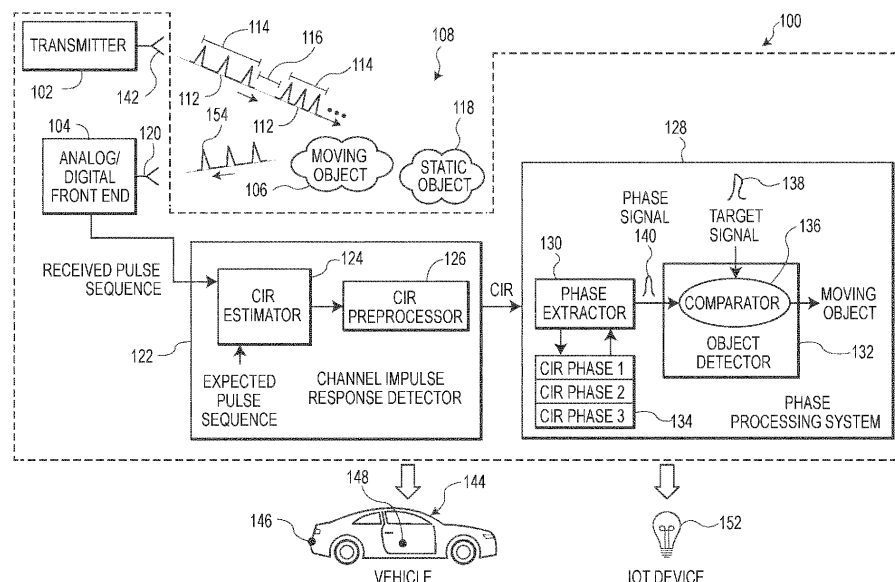 100
TRANSMITTER
102
142
114
116
114
112
112
108
104
120
ANALOG/
DIGITAL
FRONT END
154
MOVING
OBJECT
106
118
STATIC
OBJECT
128
138
PHASE
SIGNAL
140
TARGET
SIGNAL
136
RECEIVED PULSE
SEQUENCE
124
CIR
ESTIMATOR
126
CIR
PREPROCESSOR
CIR
130
PHASE
EXTRACTOR
COMPARATOR
MOVING
OBJECT
OBJECT
DETECTOR
132
122
EXPECTED
PULSE
SEQUENCE
CHANNEL IMPULSE
RESPONSE DETECTOR
CIR PHASE 1
CIR PHASE 2
CIR PHASE 3
134
PHASE
PROCESSING SYSTEM
148
144
146
152
VEHICLE
IOT DEVICE